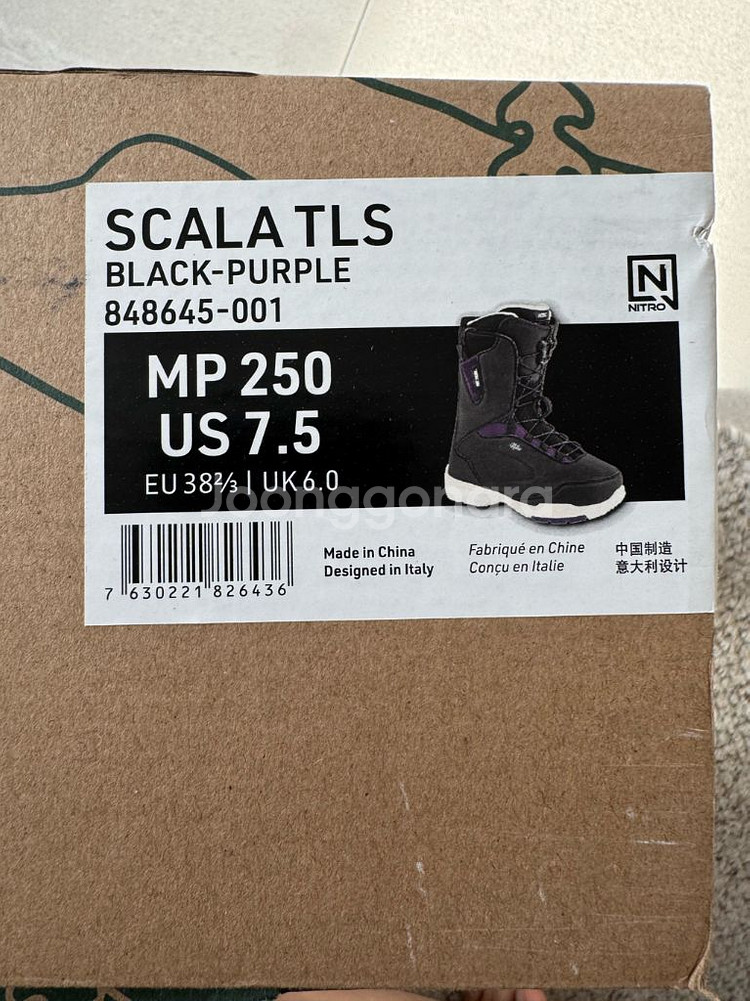 SCALA TLS
BLACK-PURPLE
848645-001
NITRO
MP 250
US 7.5
EU 38⅔ | UK 6.0
Joonggonara
7 630221 826436
Made in China
Designed in Italy
Fabriqué en Chine
Conçu en Italie
中国制造
意大利设计